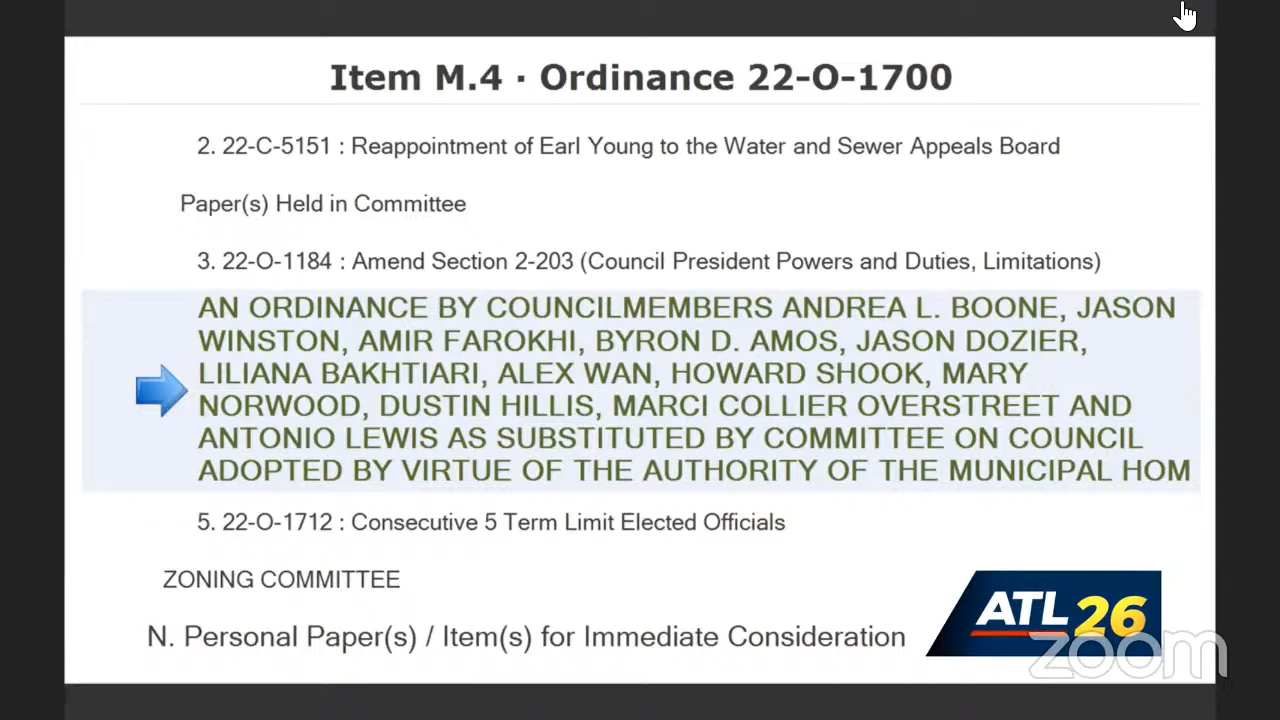 Item M.4 · Ordinance 22-O-1700
2. 22-C-5151 : Reappointment of Earl Young to the Water and Sewer Appeals Board
Paper(s) Held in Committee
3. 22-O-1184 : Amend Section 2-203 (Council President Powers and Duties, Limitations)
AN ORDINANCE BY COUNCILMEMBERS ANDREA L. BOONE, JASON
WINSTON, AMIR FAROKHI, BYRON D. AMOS, JASON DOZIER,
LILIANA BAKHTIARI, ALEX WAN, HOWARD SHOOK, MARY
NORWOOD, DUSTIN HILLIS, MARCI COLLIER OVERSTREET AND
ANTONIO LEWIS AS SUBSTITUTED BY COMMITTEE ON COUNCIL
ADOPTED BY VIRTUE OF THE AUTHORITY OF THE MUNICIPAL HOM
5. 22-O-1712 : Consecutive 5 Term Limit Elected Officials
ZONING COMMITTEE
N. Personal Paper(s) / Item(s) for Immediate Consideration
ATL 26
zoom